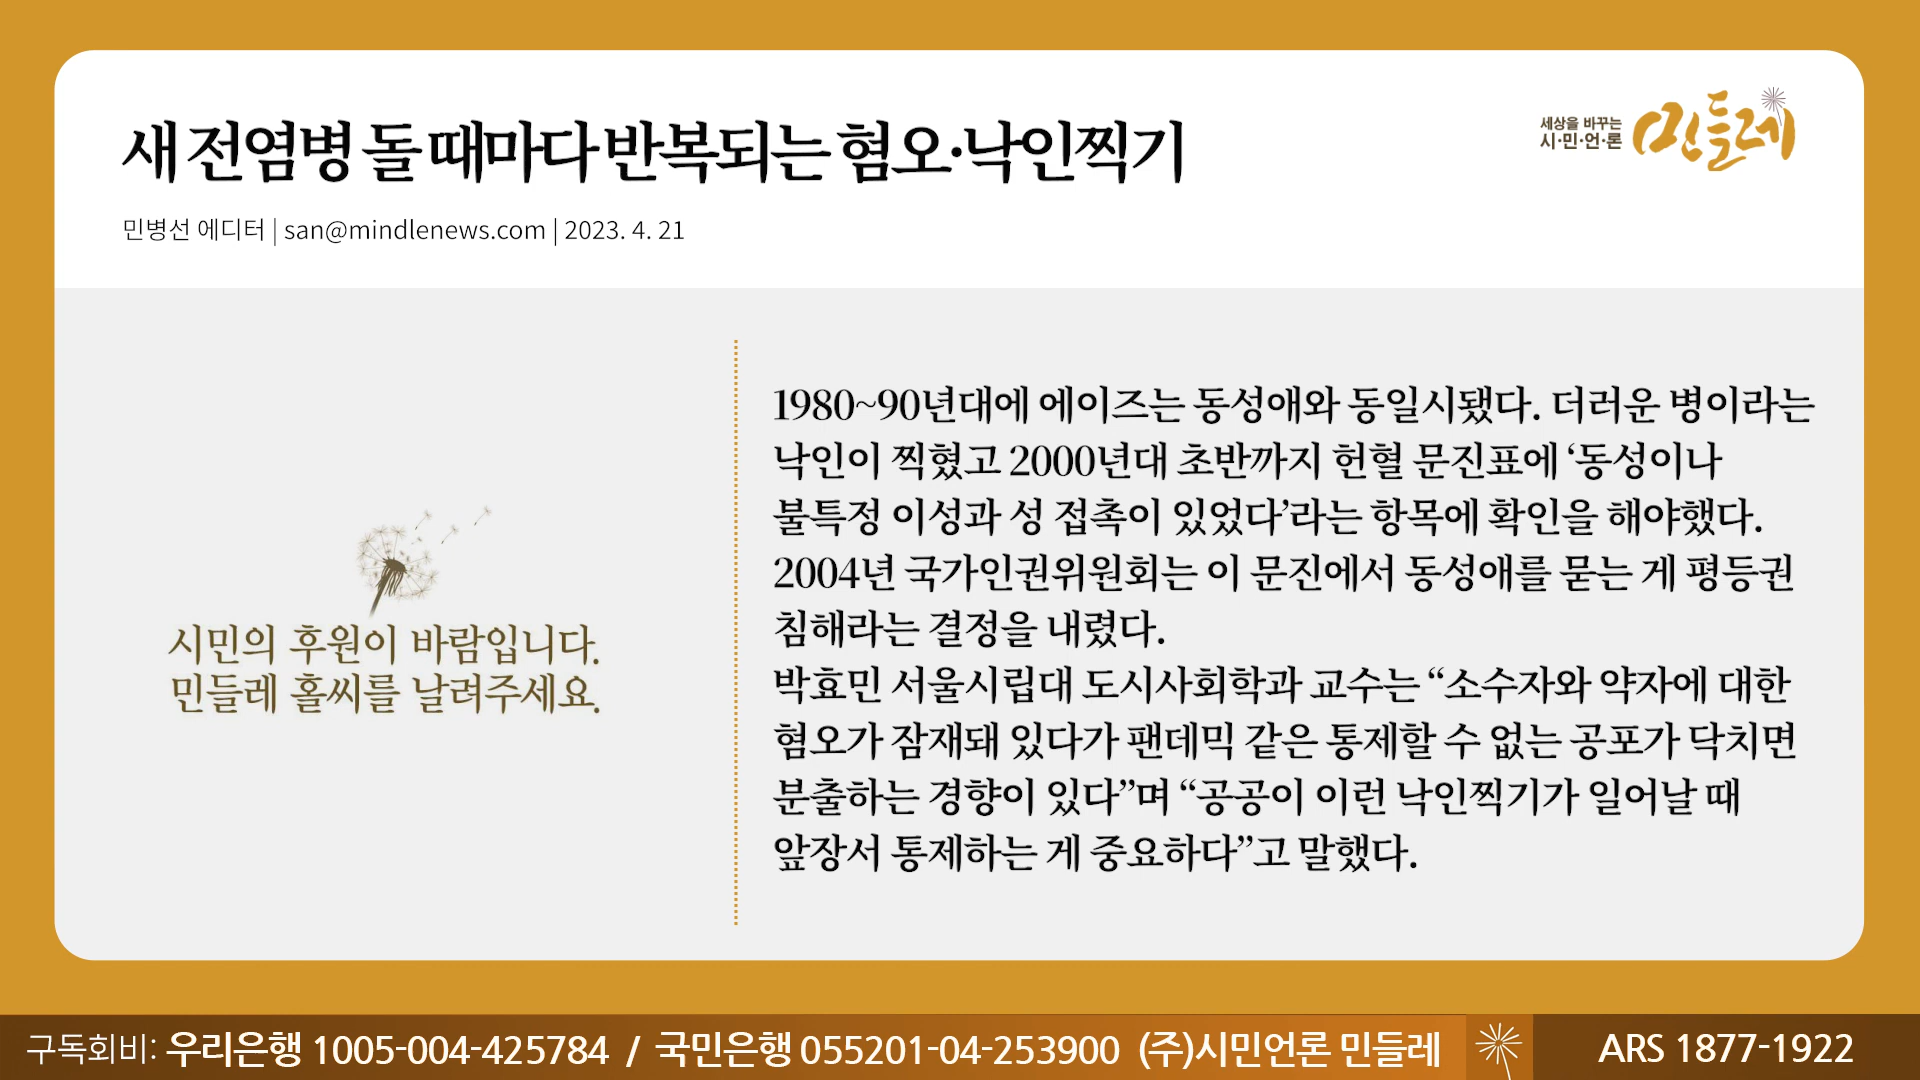 새 전염병 돌 때마다 반복되는 혐오·낙인찍기
세상을 바꾸는
시·민·언·론
민들레
민병선 에디터 | san@mindlenews.com | 2023. 4. 21
시민의 후원이 바람입니다.
민들레 홀씨를 날려주세요.
1980~90년대에 에이즈는 동성애와 동일시됐다. 더러운 병이라는
낙인이 찍혔고 2000년대 초반까지 헌혈 문진표에 ‘동성이나
불특정 이성과 성 접촉이 있었다’라는 항목에 확인을 해야했다.
2004년 국가인권위원회는 이 문진에서 동성애를 묻는 게 평등권
침해라는 결정을 내렸다.
박효민 서울시립대 도시사회학과 교수는 “소수자와 약자에 대한
혐오가 잠재돼 있다가 팬데믹 같은 통제할 수 없는 공포가 닥치면
분출하는 경향이 있다”며 “공공이 이런 낙인찍기가 일어날 때
앞장서 통제하는 게 중요하다”고 말했다.
구독회비: 우리은행 1005-004-425784 / 국민은행 055201-04-253900 (주)시민언론 민들레
ARS 1877-1922